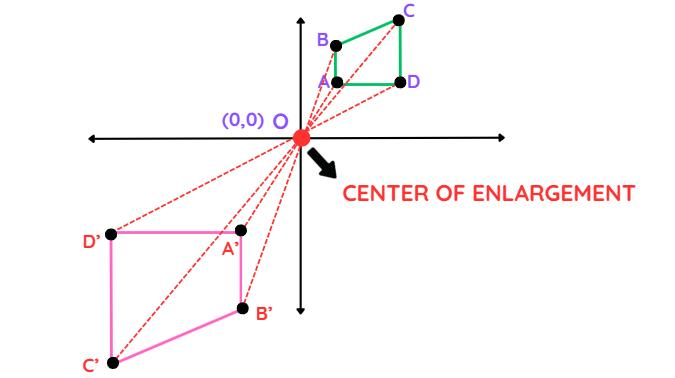 C
B
A
D
(0,0) O
CENTER OF ENLARGEMENT
D'
A'
B'
C'